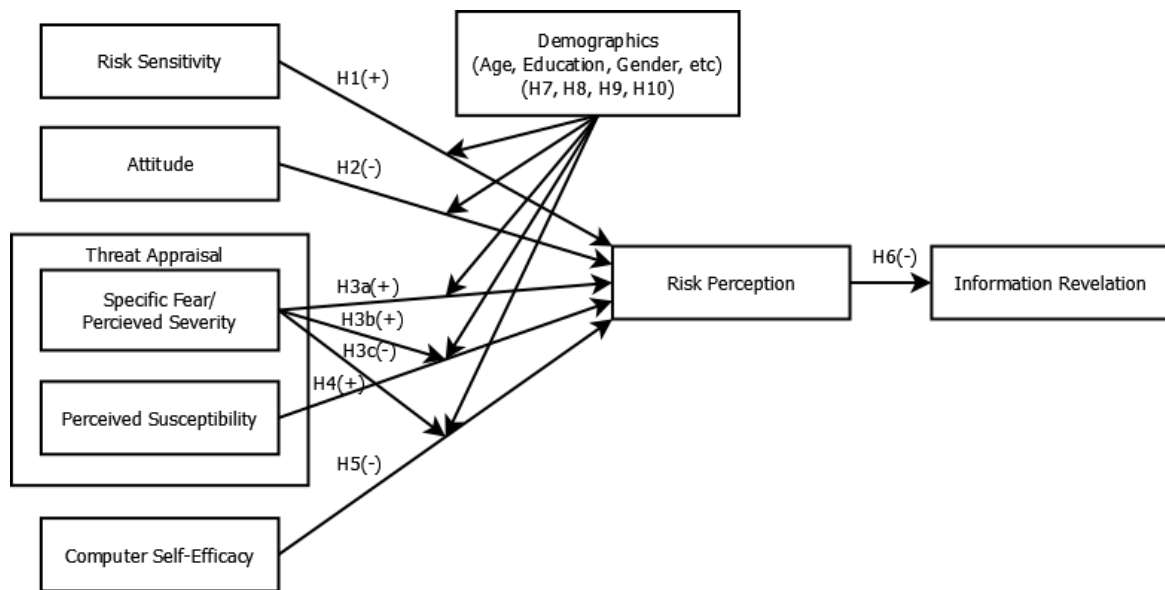 Risk Sensitivity
Demographics
(Age, Education, Gender, etc)
(H7, H8, H9, H10)
H1(+)
Attitude
H2(-)
Threat Appraisal
Specific Fear/
Percieved Severity
H3a(+)
H3b(+)
H3c(-)
Risk Perception
H6(-)
Information Revelation
H4(+)
Perceived Susceptibility
H5(-)
Computer Self-Efficacy